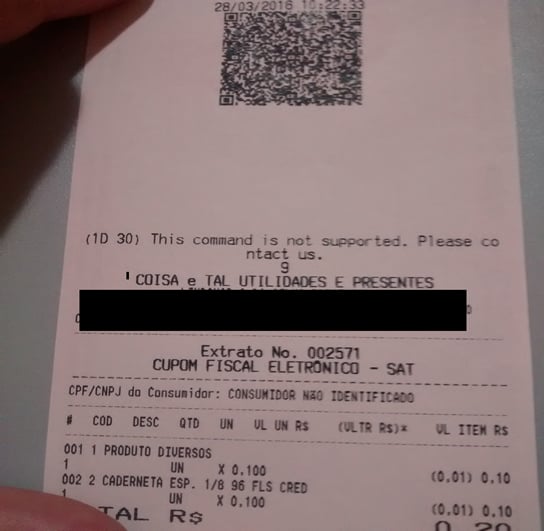 28/03/2016 10:22:33
(1D 30) This command is not supported. Please co
ntact us.
9
COISA e TAL UTILIDADES E PRESENTES
Extrato No. 002571
CUPOM FISCAL ELETRÔNICO - SAT
CPF/CNPJ do Consumidor: CONSUMIDOR NÃO IDENTIFICADO
# COD DESC QTD UN VL UN R$ (VLTR R$)* VL ITEM R$
001 1 PRODUTO DIVERSOS
1 UN X 0.100 (0.01) 0.10
002 2 CADERNETA ESP. 1/8 96 FLS CRED
1 UN X 0.100 (0.01) 0.10
TAL R$ 0.20